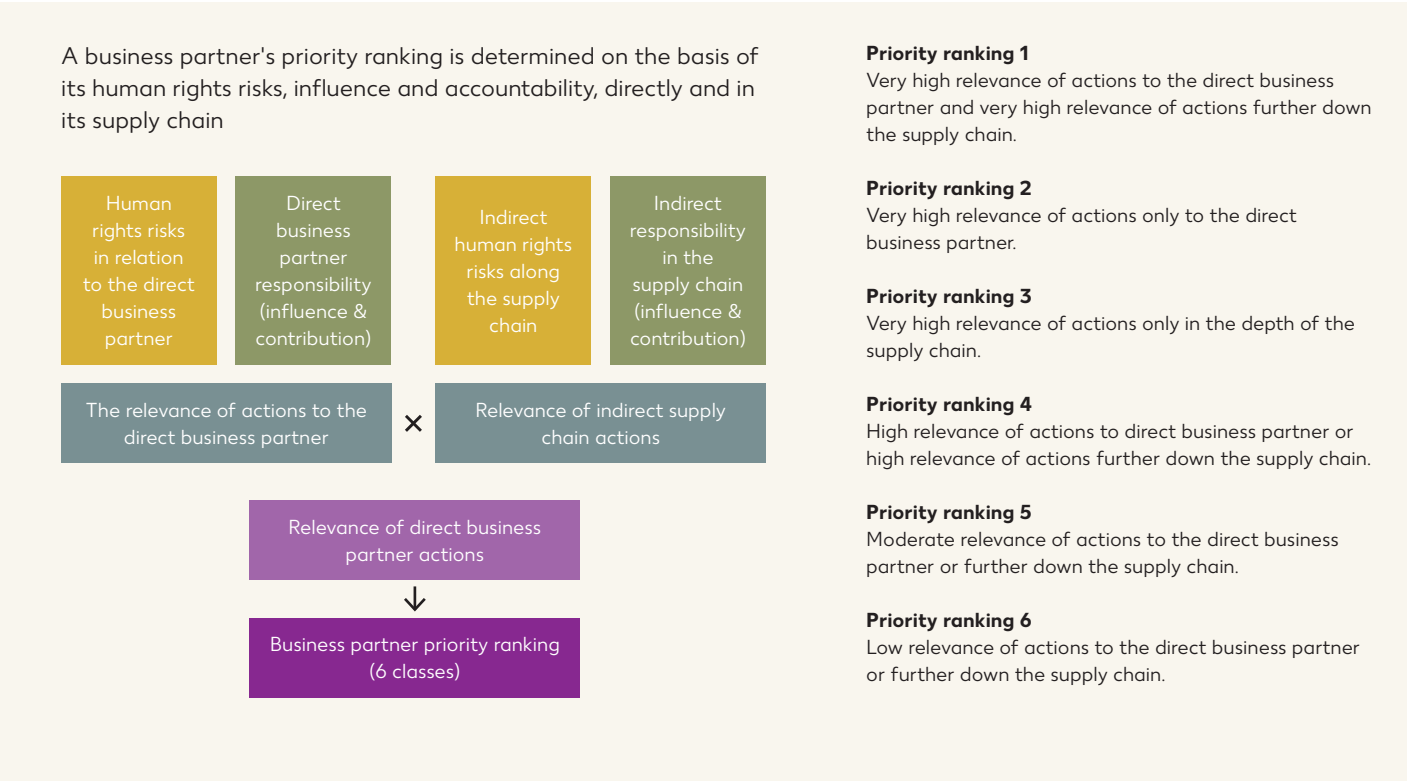 A business partner's priority ranking is determined on the basis of
its human rights risks, influence and accountability, directly and in
its supply chain
Human
rights risks
in relation
to the direct
business
partner
Direct
business
partner
responsibility
(influence &
contribution)
Indirect
human rights
risks along
the supply
chain
Indirect
responsibility
in the
supply chain
(influence &
contribution)
The relevance of actions to the
direct business partner
×
Relevance of indirect supply
chain actions
Relevance of direct business
partner actions
Business partner priority ranking
(6 classes)
Priority ranking 1
Very high relevance of actions to the direct business
partner and very high relevance of actions further down
the supply chain.
Priority ranking 2
Very high relevance of actions only to the direct
business partner.
Priority ranking 3
Very high relevance of actions only in the depth of the
supply chain.
Priority ranking 4
High relevance of actions to direct business partner or
high relevance of actions further down the supply chain.
Priority ranking 5
Moderate relevance of actions to the direct business
partner or further down the supply chain.
Priority ranking 6
Low relevance of actions to the direct business partner
or further down the supply chain.